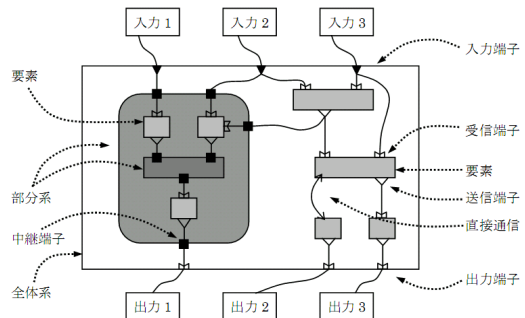 入力 1
入力 2
入力 3
入力端子
要素
受信端子
要素
部分系
送信端子
直接通信
中継端子
全体系
出力端子
出力 1
出力 2
出力 3